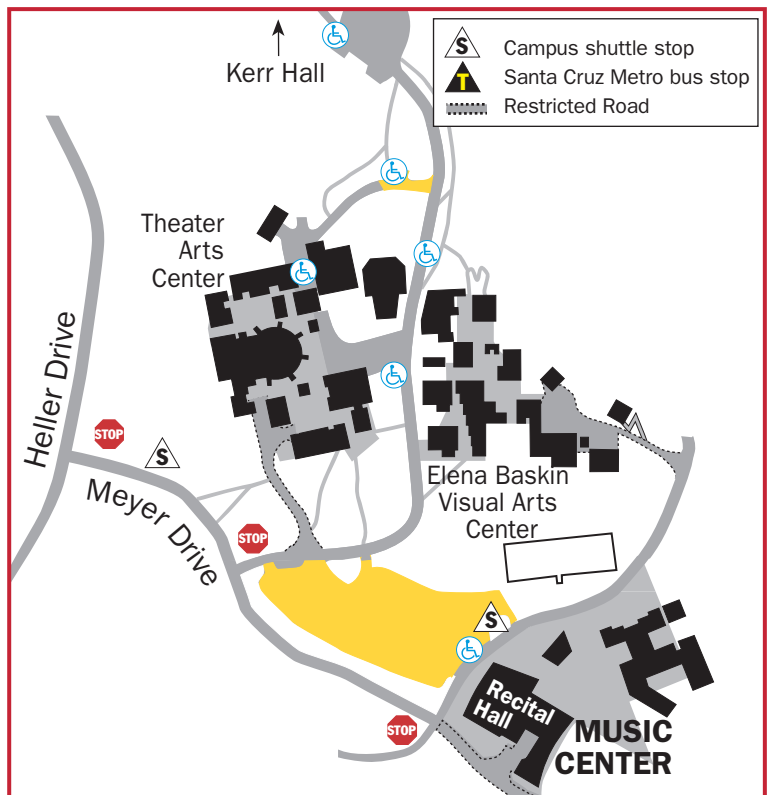 Kerr Hall
S Campus shuttle stop
T Santa Cruz Metro bus stop
Restricted Road
Theater
Arts
Center
Heller Drive
STOP
S
Meyer Drive
STOP
Elena Baskin
Visual Arts
Center
S
Recital
Hall
STOP
MUSIC
CENTER